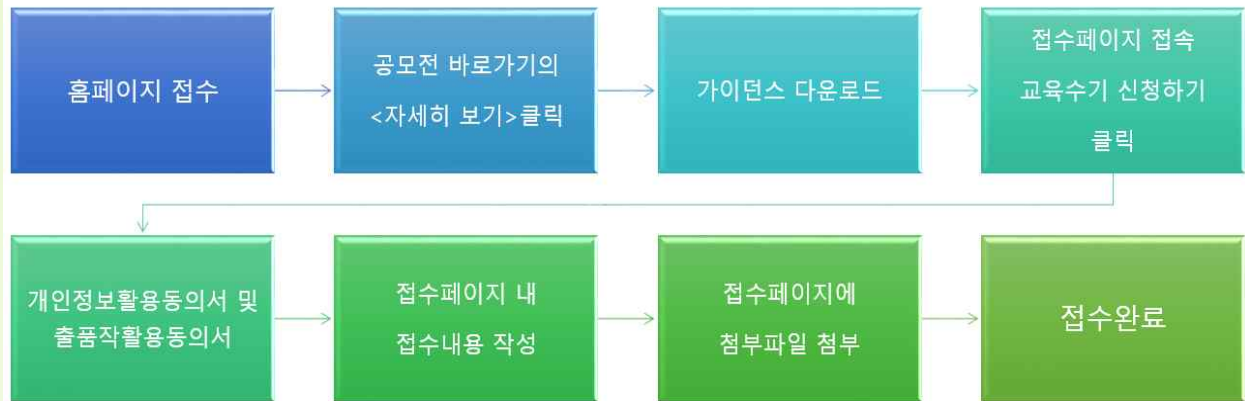 홈페이지 접수
공모전 바로가기의
<자세히 보기>클릭
가이던스 다운로드
접수페이지 접속
교육수기 신청하기
클릭
개인정보활용동의서 및
출품작활용동의서
접수페이지 내
접수내용 작성
접수페이지에
첨부파일 첨부
접수완료